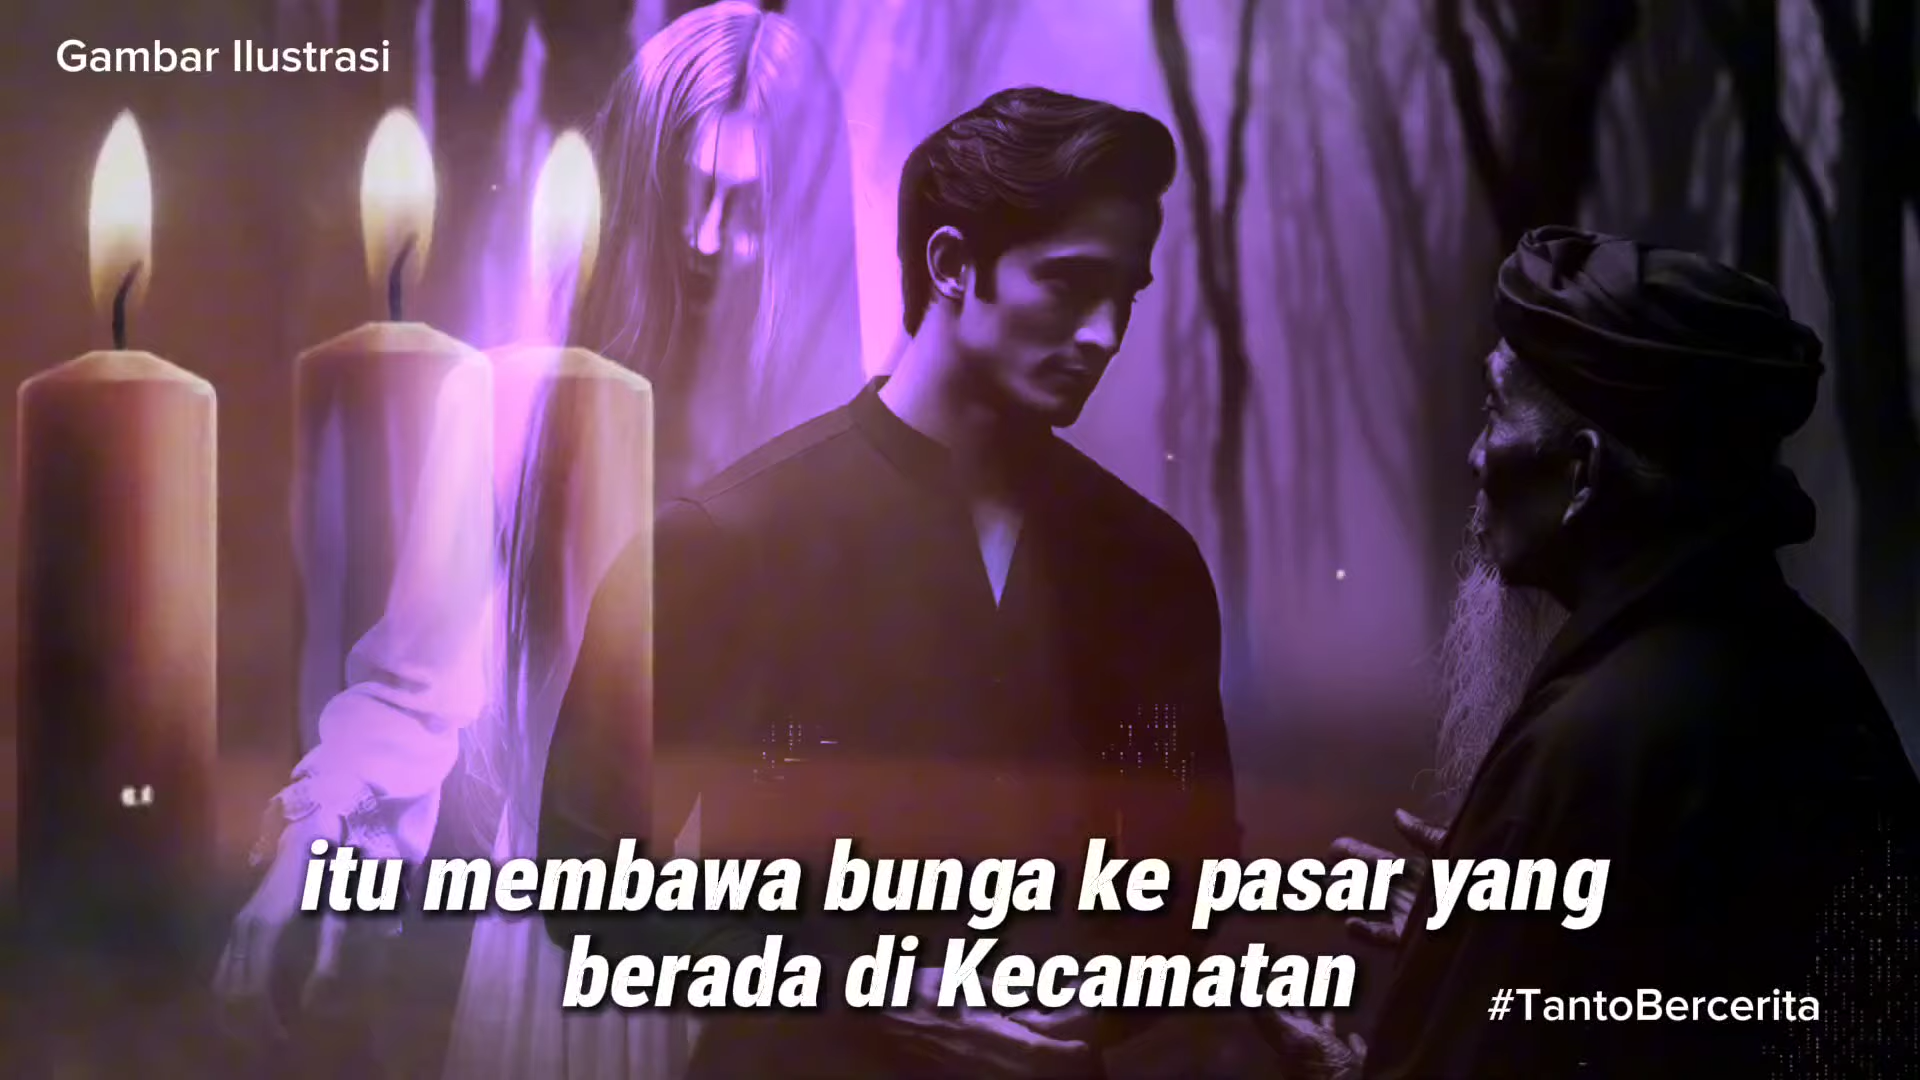 Gambar Ilustrasi
itu membawa bunga ke pasar yang
berada di Kecamatan
#TantoBercerita